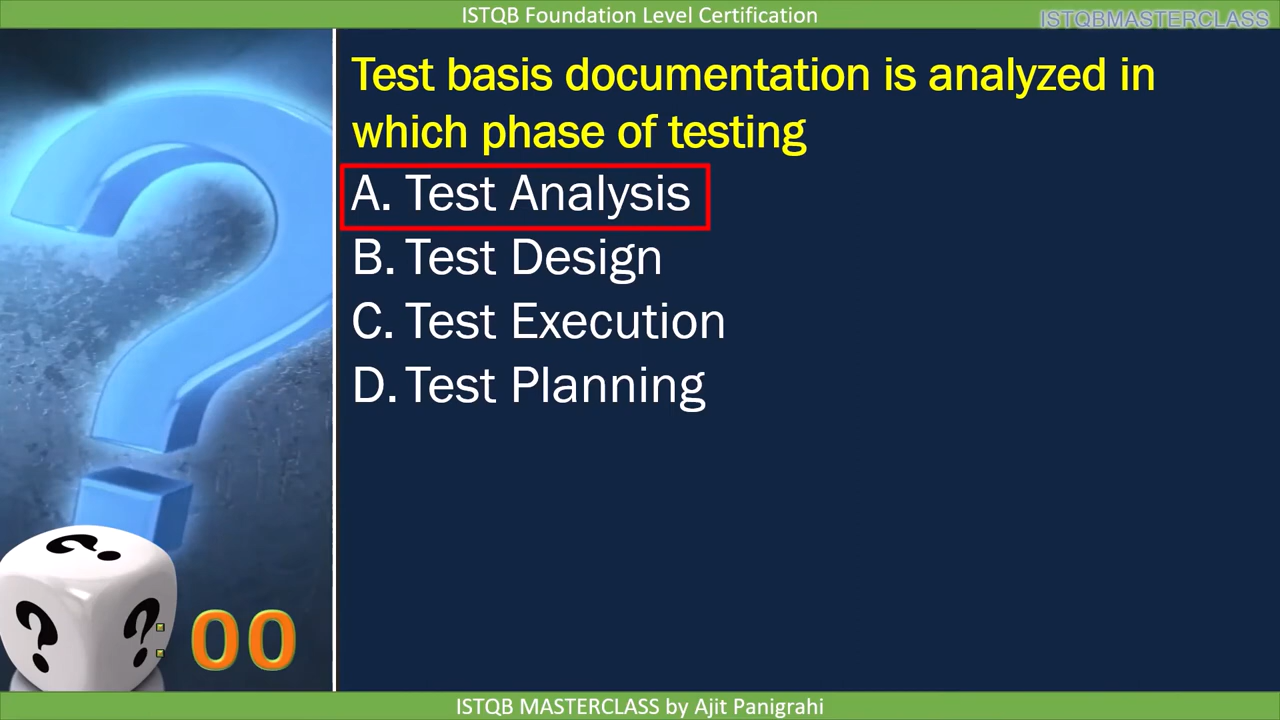 ISTQB Foundation Level Certification
ISTQBMASTERCLASS
Test basis documentation is analyzed in
which phase of testing
A. Test Analysis
B. Test Design
C. Test Execution
D. Test Planning
: 00
ISTQB MASTERCLASS by Ajit Panigrahi